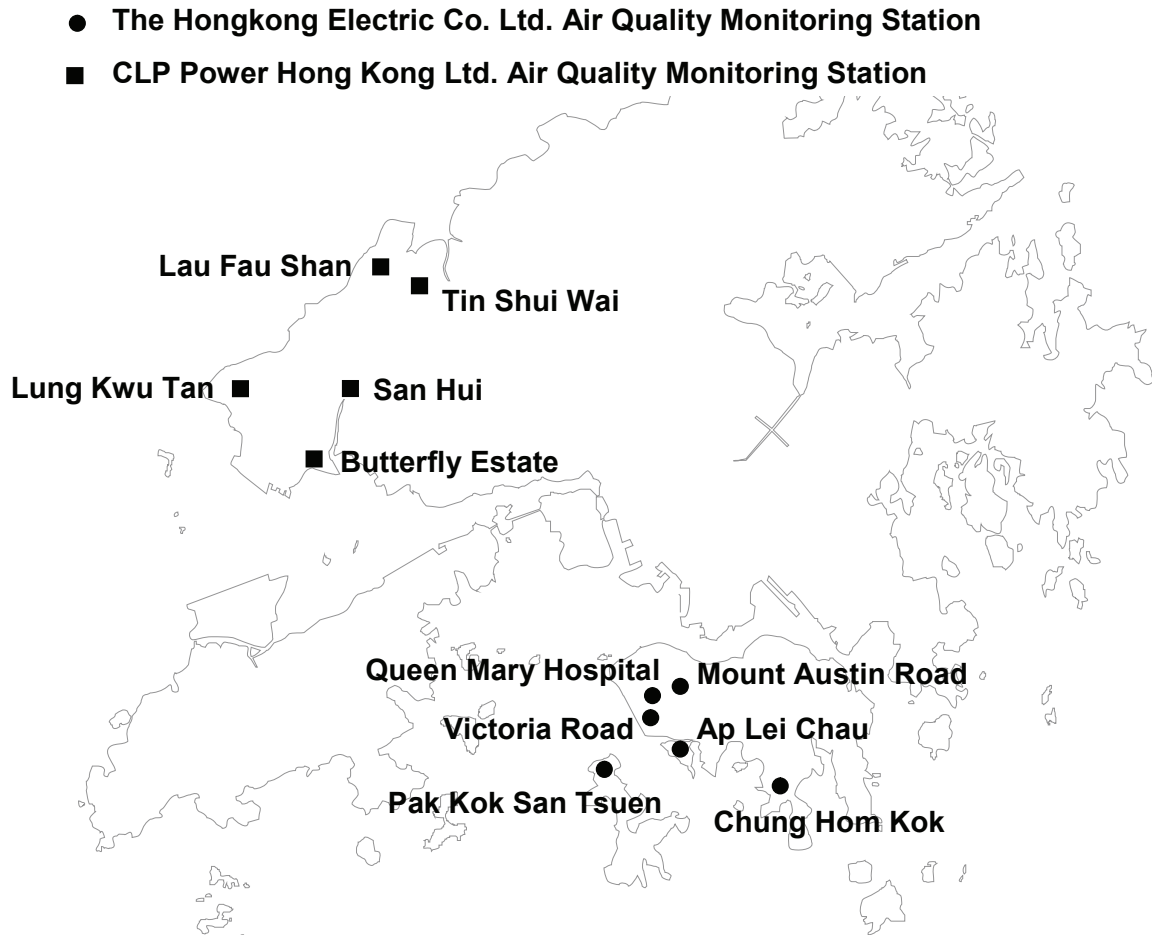 The Hongkong Electric Co. Ltd. Air Quality Monitoring Station
CLP Power Hong Kong Ltd. Air Quality Monitoring Station
Lau Fau Shan
Tin Shui Wai
Lung Kwu Tan
San Hui
Butterfly Estate
Queen Mary Hospital
Mount Austin Road
Victoria Road
Ap Lei Chau
Pak Kok San Tsuen
Chung Hom Kok